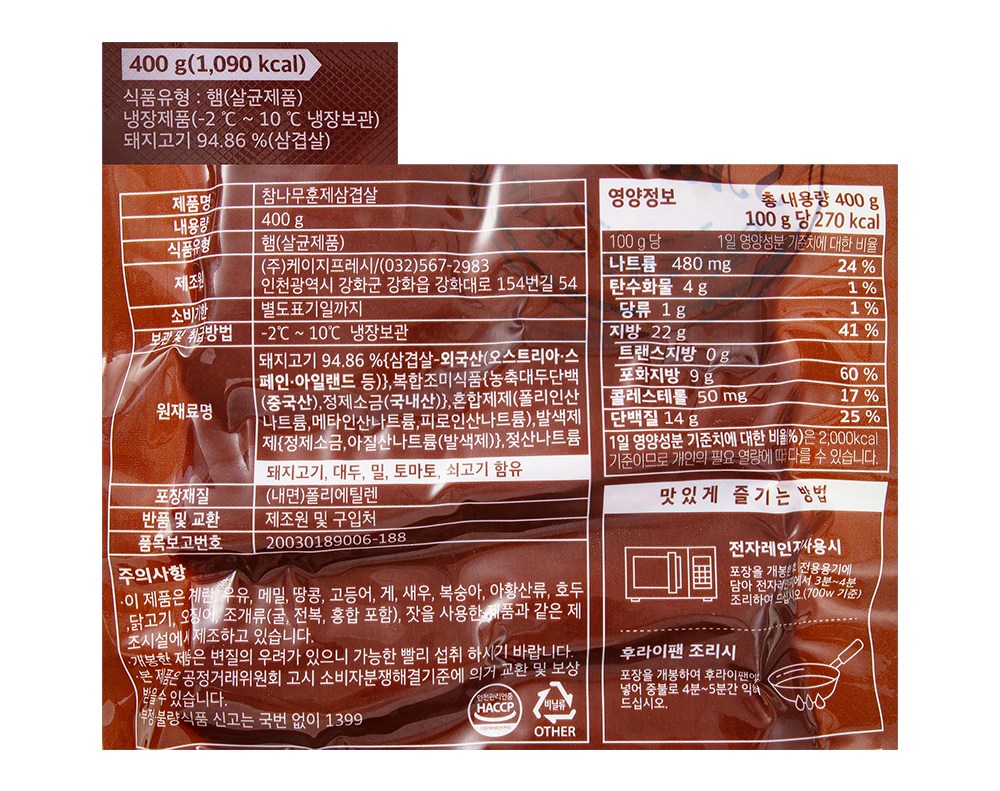 400 g(1,090 kcal)
식품유형 : 햄(살균제품)
냉장제품(-2 ℃ ~ 10 ℃ 냉장보관)
돼지고기 94.86 %(삼겹살)
제품명 참나무훈제삼겹살
내용량 400 g
식품유형 햄(살균제품)
제조원 (주)케이지프레시/(032)567-2983
인천광역시 강화군 강화읍 강화대로 154번길 54
소비기한 별도표기일까지
보관 및 취급방법 -2℃ ~ 10℃ 냉장보관
원재료명 돼지고기 94.86 %{삼겹살-외국산(오스트리아·스
페인·아일랜드 등)},복합조미식품{농축대두단백
(중국산),정제소금(국내산)},혼합제제(폴리인산
나트륨,메타인산나트륨,피로인산나트륨),발색제
제{정제소금,아질산나트륨(발색제)},젖산나트륨
돼지고기, 대두, 밀, 토마토, 쇠고기 함유
포장재질 (내면)폴리에틸렌
반품 및 교환 제조원 및 구입처
품목보고번호 20030189006-188
주의사항
·이 제품은 계란, 우유, 메밀, 땅콩, 고등어, 게, 새우, 복숭아, 아황산류, 호두
,닭고기, 오징어, 조개류(굴, 전복, 홍합 포함), 잣을 사용한 제품과 같은 제
조시설에서 제조하고 있습니다.
·개봉한 제품은 변질의 우려가 있으니 가능한 빨리 섭취 하시기 바랍니다.
·본 제품은 공정거래위원회 고시 소비자분쟁해결기준에 의거 교환 및 보상
받을수 있습니다.
·부정·불량식품 신고는 국번 없이 1399
안전관리인증
HACCP
비닐류
OTHER
영양정보 총 내용량 400 g
100 g 당 270 kcal
100 g 당 1일 영양성분 기준치에 대한 비율
나트륨 480 mg 24 %
탄수화물 4 g 1 %
당류 1 g 1 %
지방 22 g 41 %
트랜스지방 0 g
포화지방 9 g 60 %
콜레스테롤 50 mg 17 %
단백질 14 g 25 %
1일 영양성분 기준치에 대한 비율(%)은 2,000kcal
기준이므로 개인의 필요 열량에 따라 다를 수 있습니다.
맛있게 즐기는 방법
전자레인지 사용시
포장을 개봉한 후 전용용기에
담아 전자레인지에서 3분~4분
조리하여 드십시오.(700w 기준)
후라이팬 조리시
포장을 개봉하여 후라이팬에
넣어 중불로 4분~5분간 익혀
드십시오.